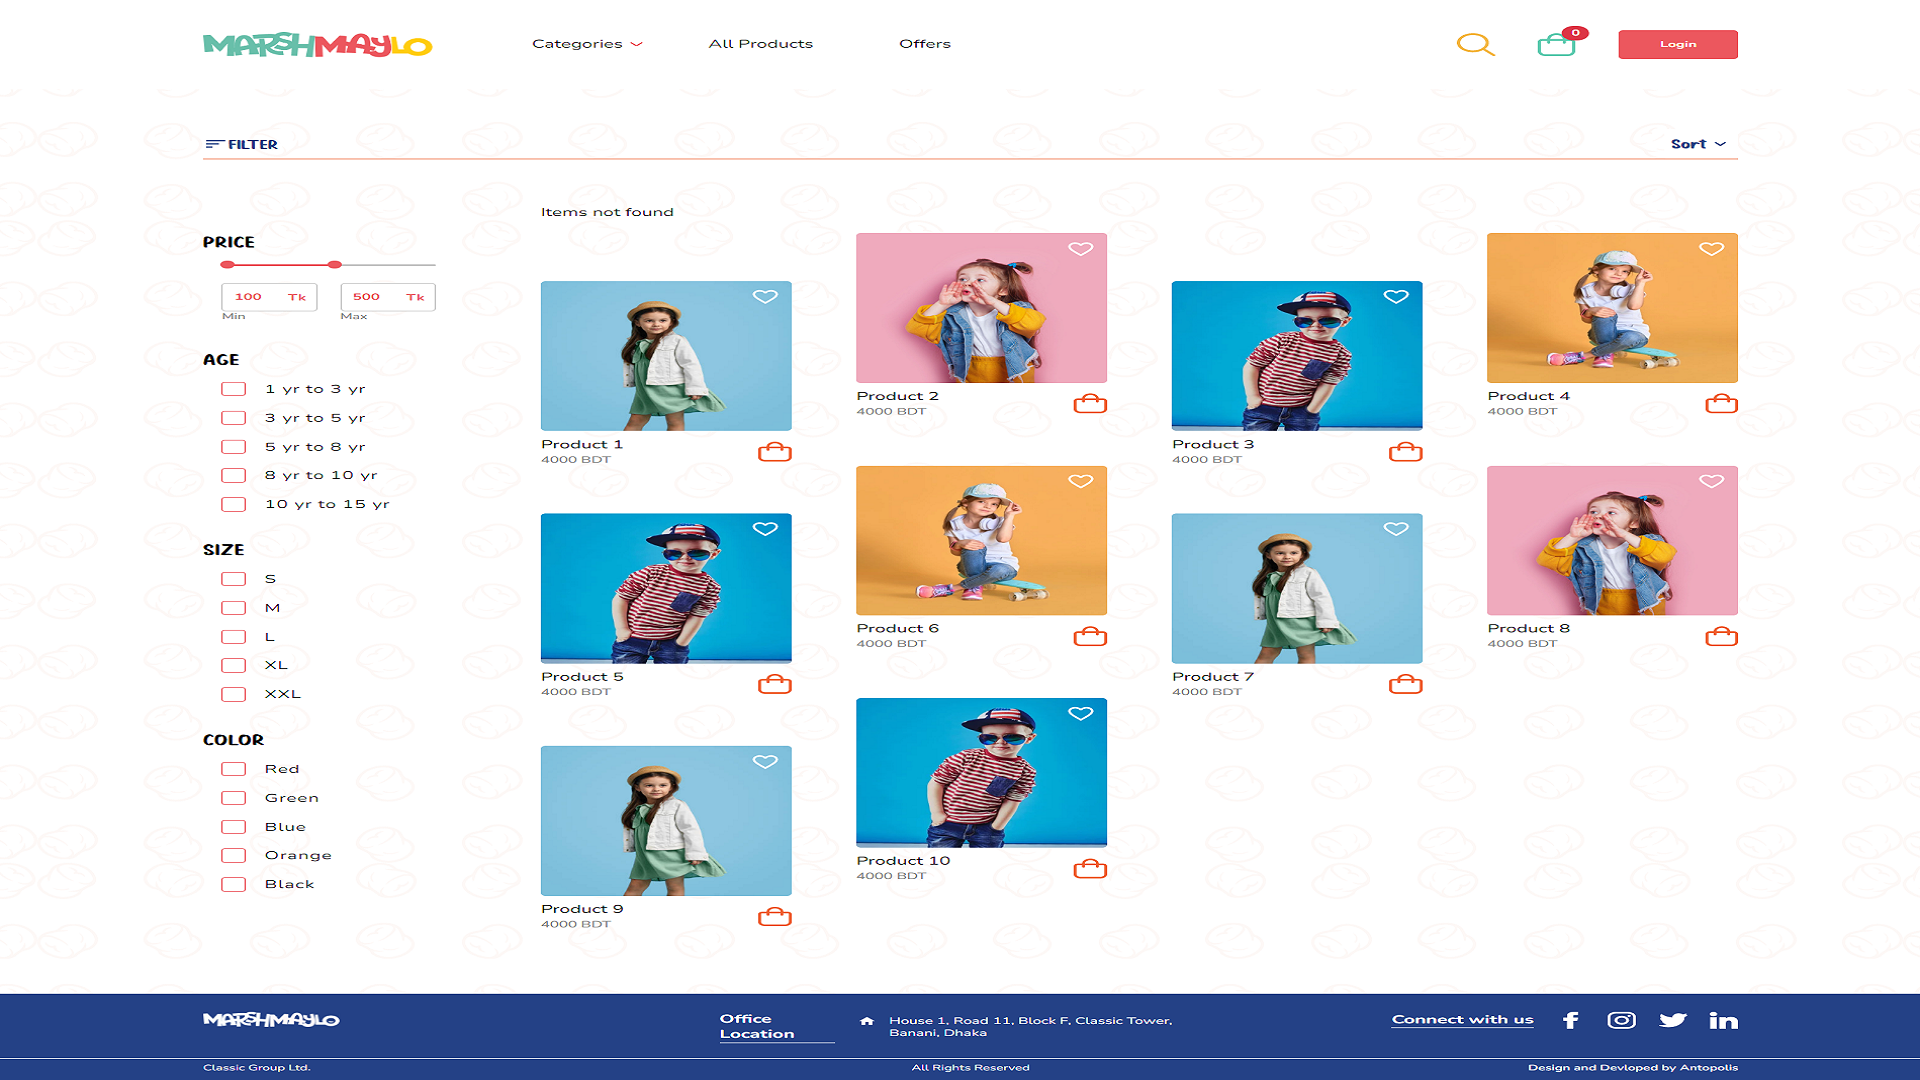 MARSHMAYLO
Categories
All Products
Offers
0
Login
FILTER
Sort
Items not found
PRICE
100 Tk
500 Tk
Min
Max
AGE
1 yr to 3 yr
3 yr to 5 yr
5 yr to 8 yr
8 yr to 10 yr
10 yr to 15 yr
SIZE
S
M
L
XL
XXL
COLOR
Red
Green
Blue
Orange
Black
Product 1
4000 BDT
Product 2
4000 BDT
Product 3
4000 BDT
Product 4
4000 BDT
Product 5
4000 BDT
Product 6
4000 BDT
Product 7
4000 BDT
Product 8
4000 BDT
Product 9
4000 BDT
Product 10
4000 BDT
MARSHMAYLO
Office
Location
House 1, Road 11, Block F, Classic Tower,
Banani, Dhaka
Connect with us
Classic Group Ltd.
All Rights Reserved
Design and Devloped by Antopolis